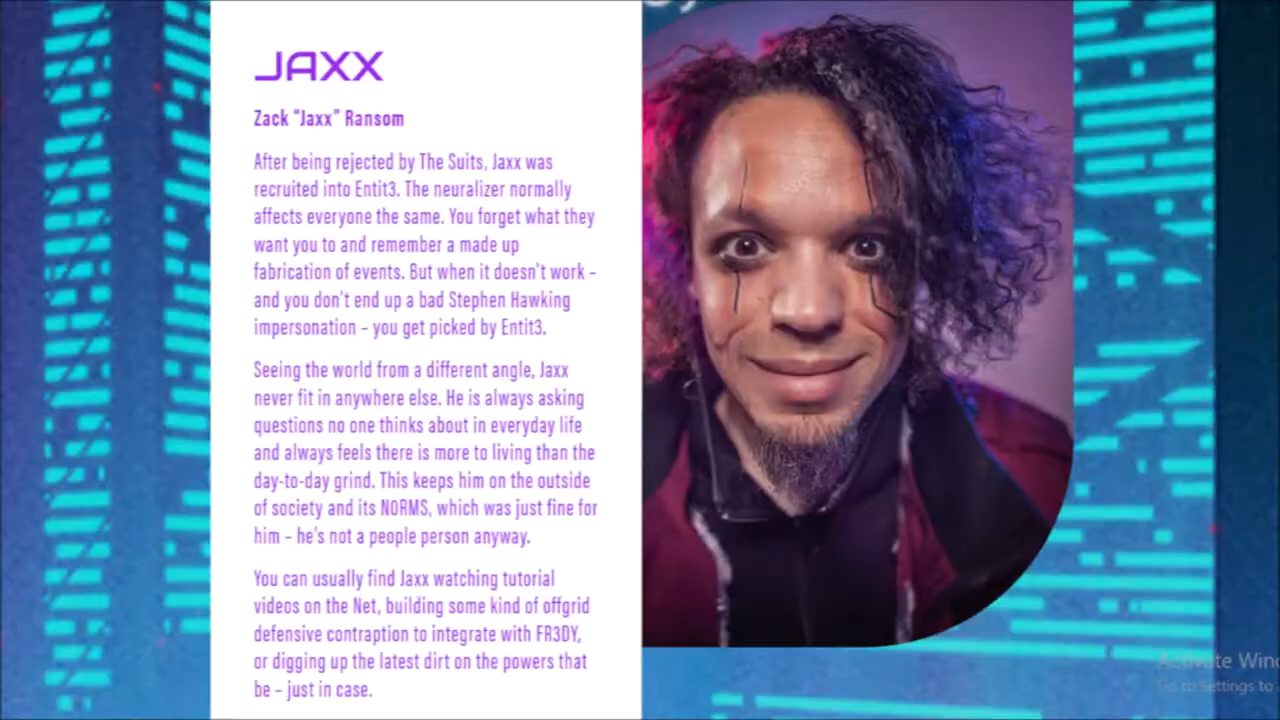 JAXX
Zack "Jaxx" Ransom
After being rejected by The Suits, Jaxx was
recruited into Entit3. The neuralizer normally
affects everyone the same. You forget what they
want you to and remember a made up
fabrication of events. But when it doesn't work –
and you don't end up a bad Stephen Hawking
impersonation – you get picked by Entit3.
Seeing the world from a different angle, Jaxx
never fit in anywhere else. He is always asking
questions no one thinks about in everyday life
and always feels there is more to living than the
day-to-day grind. This keeps him on the outside
of society and its NORMS, which was just fine for
him – he's not a people person anyway.
You can usually find Jaxx watching tutorial
videos on the Net, building some kind of offgrid
defensive contraption to integrate with FR3DY,
or digging up the latest dirt on the powers that
be – just in case.
Activate Win
Go to Settings to